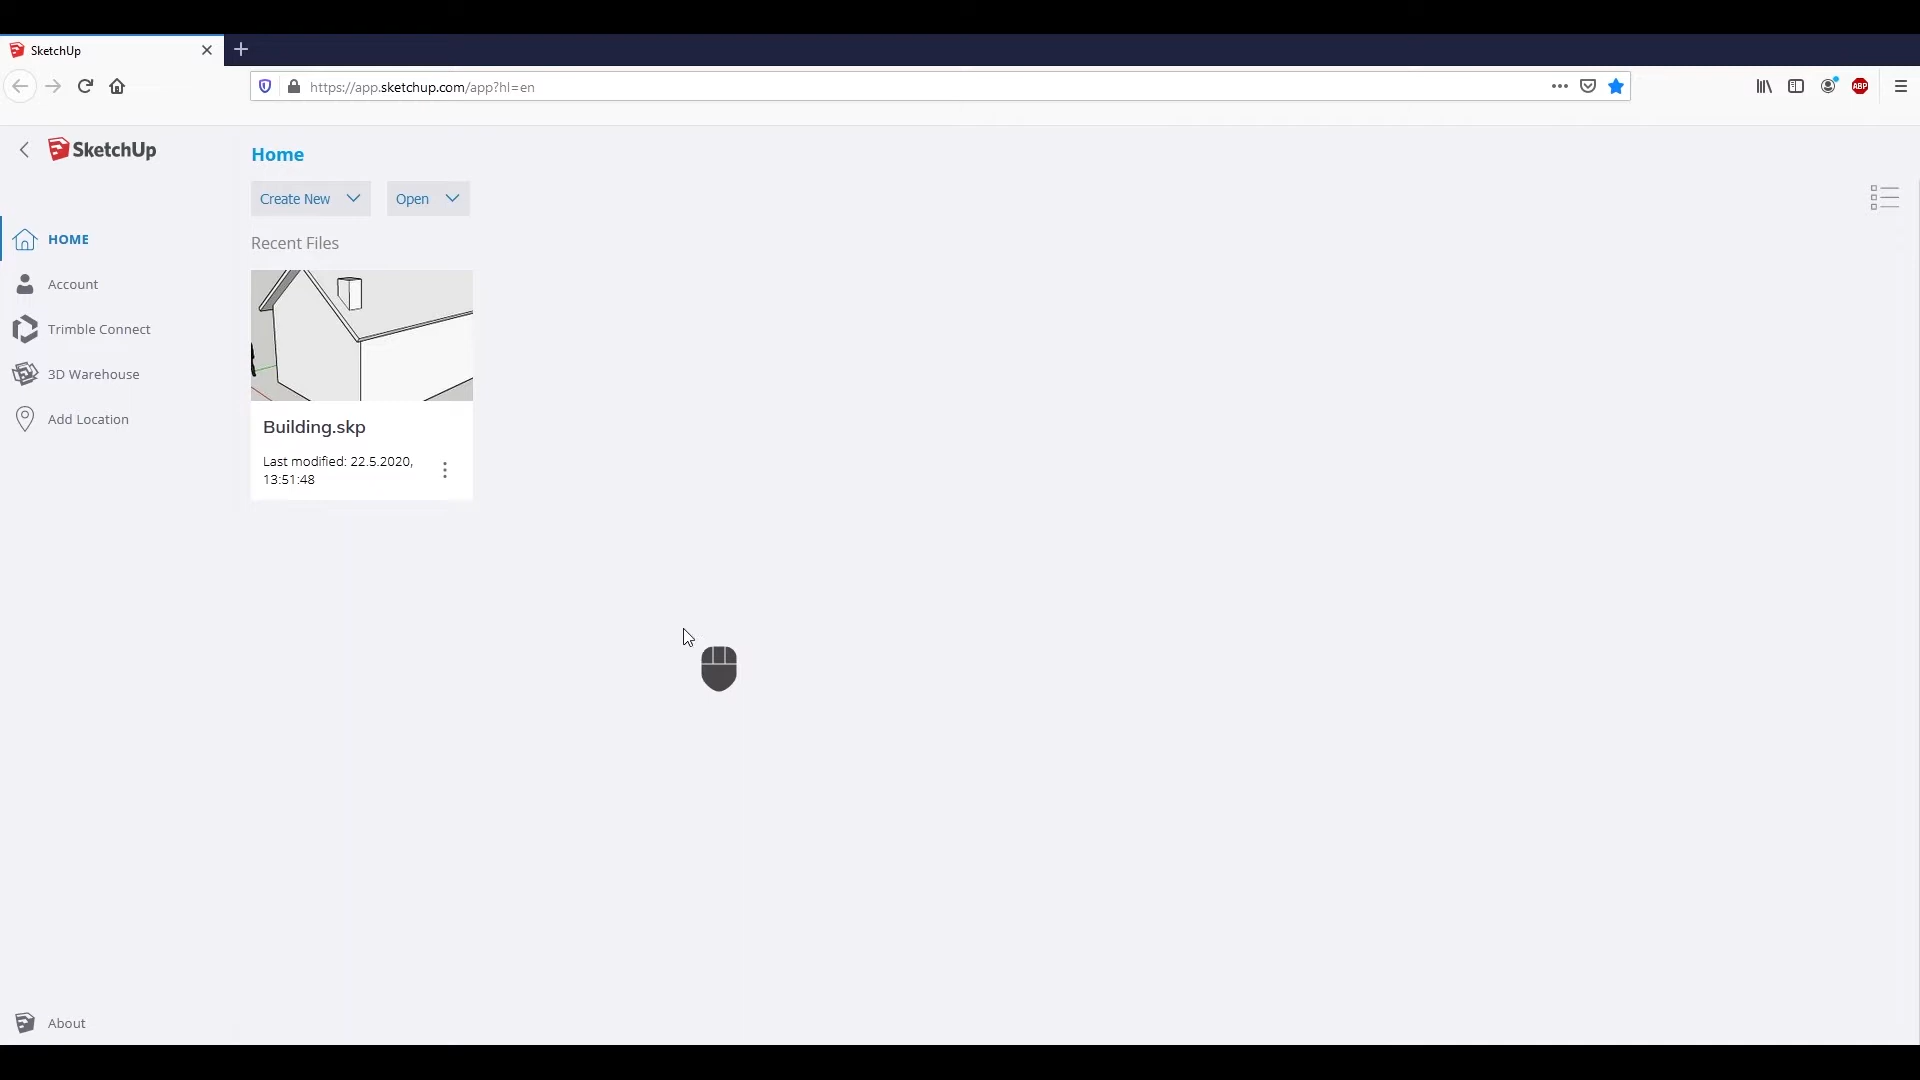 SketchUp
https://app.sketchup.com/app?hl=en
ABP
SketchUp
Home
Create New
Open
HOME
Recent Files
Account
Trimble Connect
3D Warehouse
Add Location
Building.skp
Last modified: 22.5.2020,
13:51:48
About